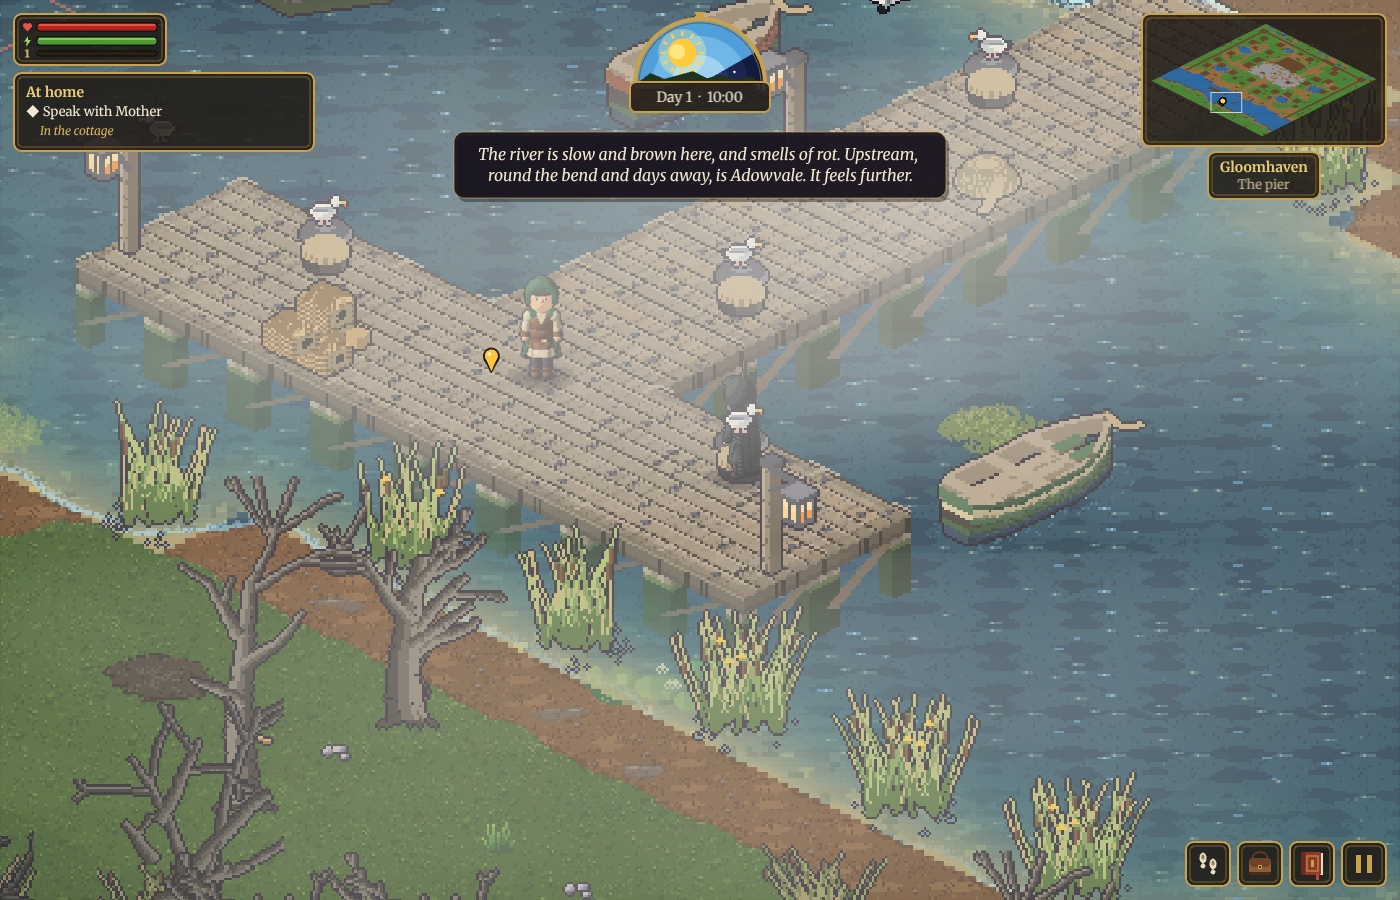 1
At home
Speak with Mother
In the cottage
Day 1 · 10:00
The river is slow and brown here, and smells of rot. Upstream,
round the bend and days away, is Adowvale. It feels further.
Gloomhaven
The pier